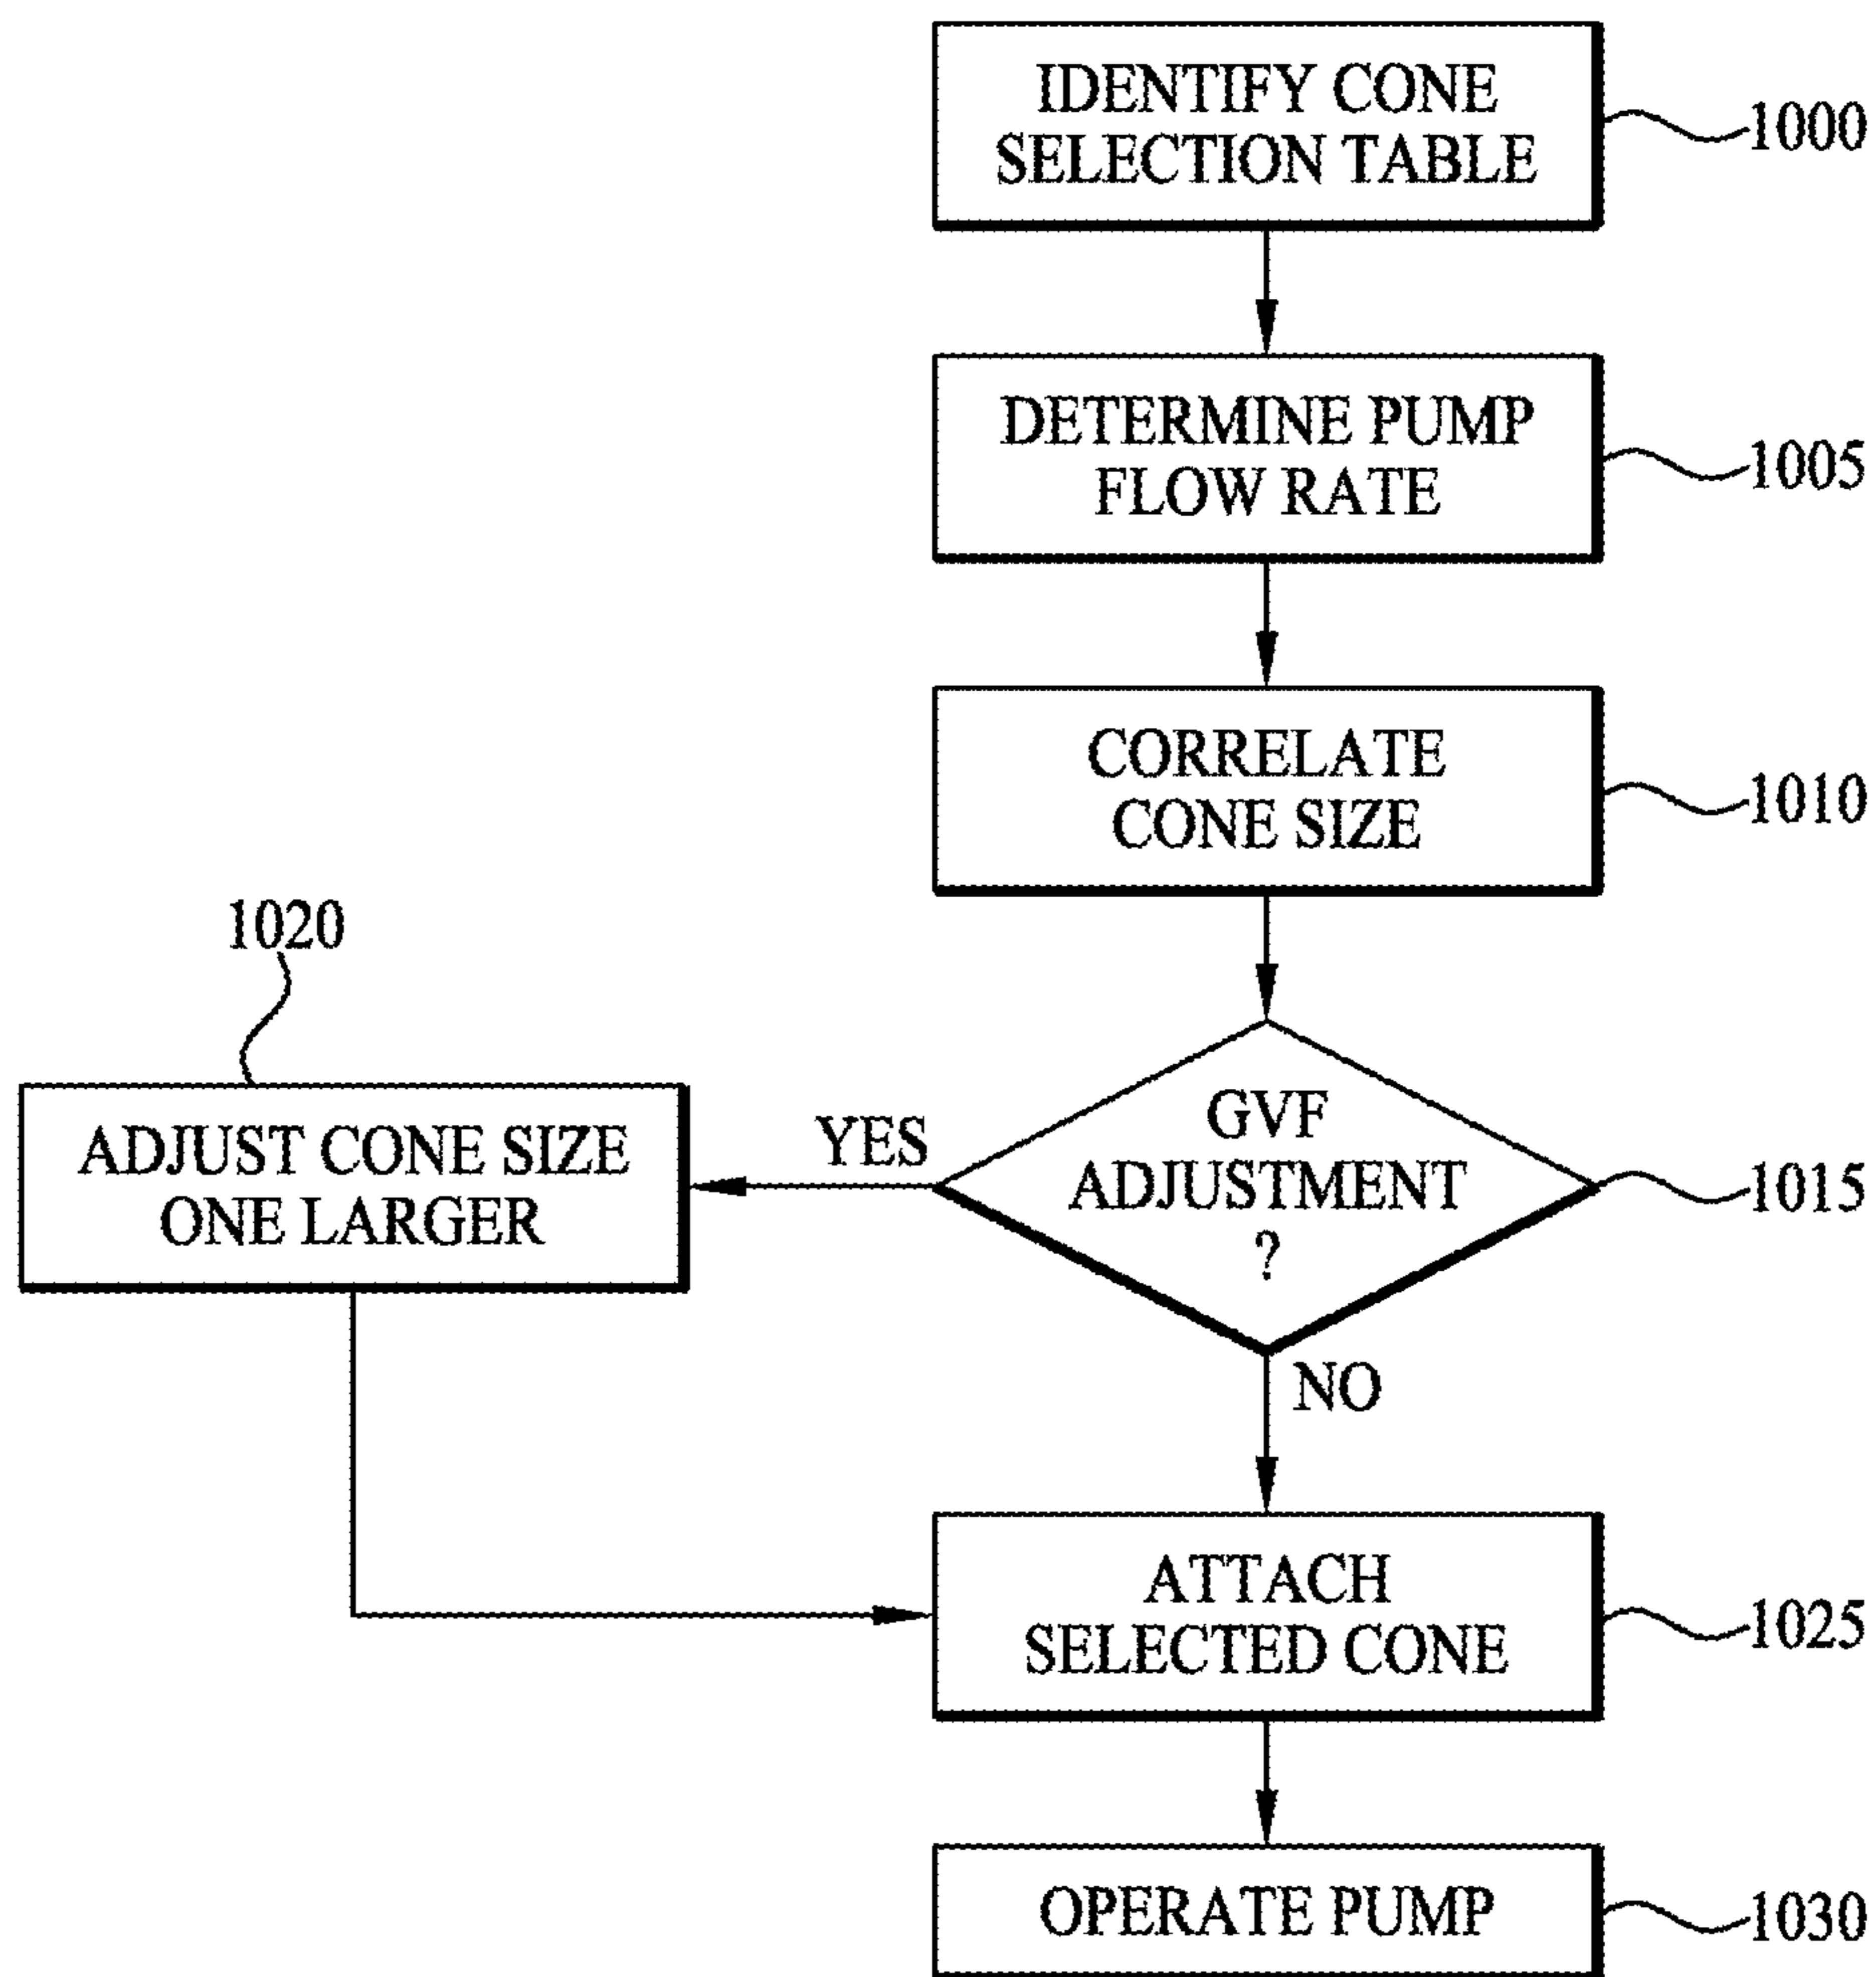 IDENTIFY CONE
SELECTION TABLE
1000
DETERMINE PUMP
FLOW RATE
1005
CORRELATE
CONE SIZE
1010
1020
ADJUST CONE SIZE
ONE LARGER
YES
GVF
ADJUSTMENT
?
1015
NO
ATTACH
SELECTED CONE
1025
OPERATE PUMP
1030